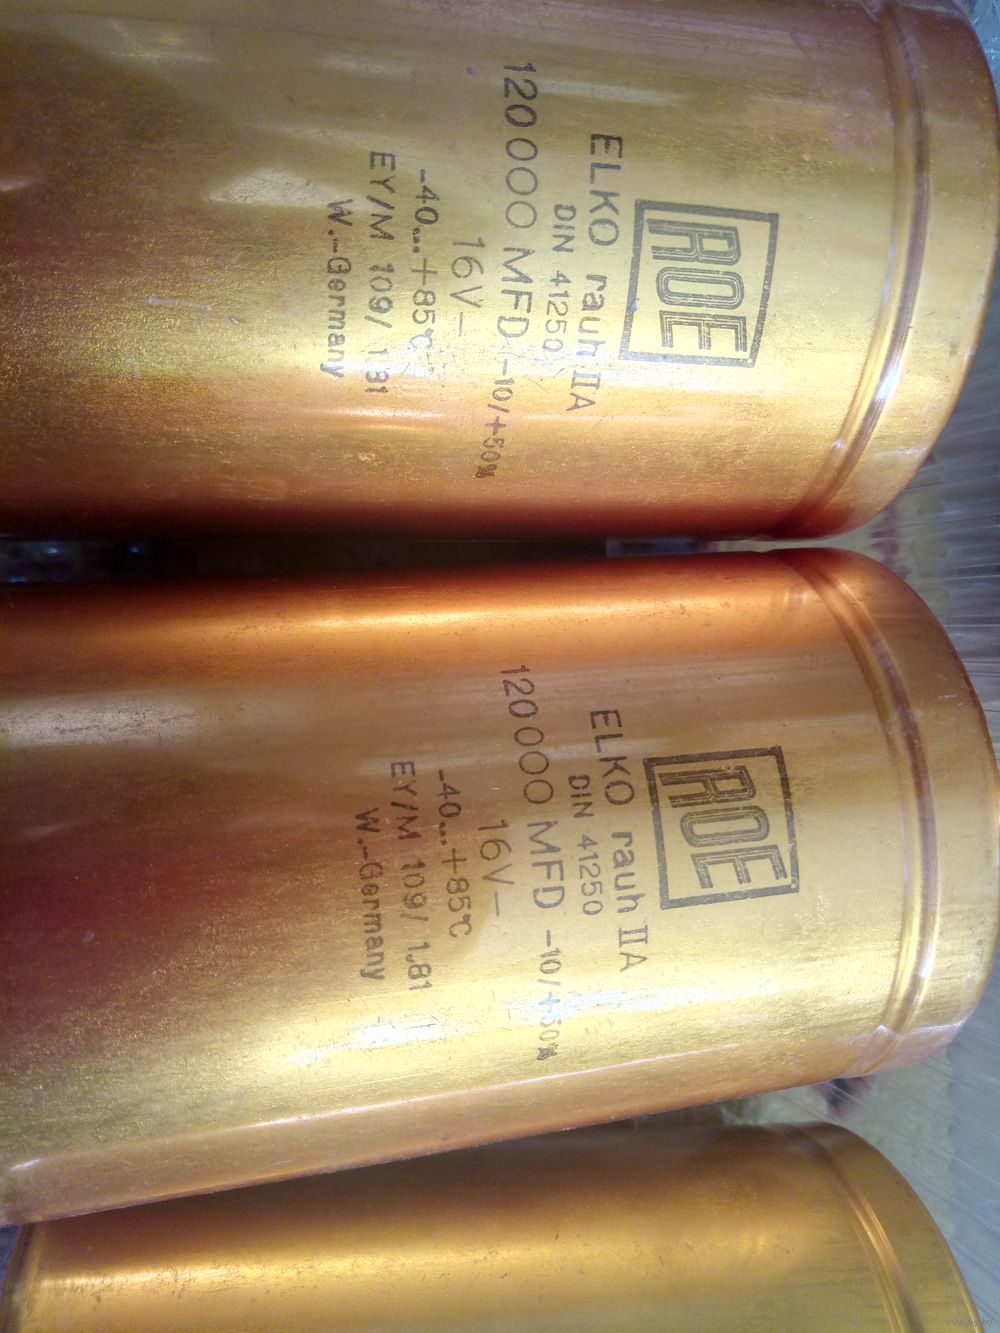 ROE
ELKO rauh IIA
DIN 41250
120000 MFD -10/+50%
16V–
-40...+85°C
EY/M 109/ 1.81
W.-Germany
ROE
ELKO rauh IIA
DIN 41250
120000 MFD -10/+50%
16V–
-40...+85°C
EY/M 109/ 1.81
W.-Germany